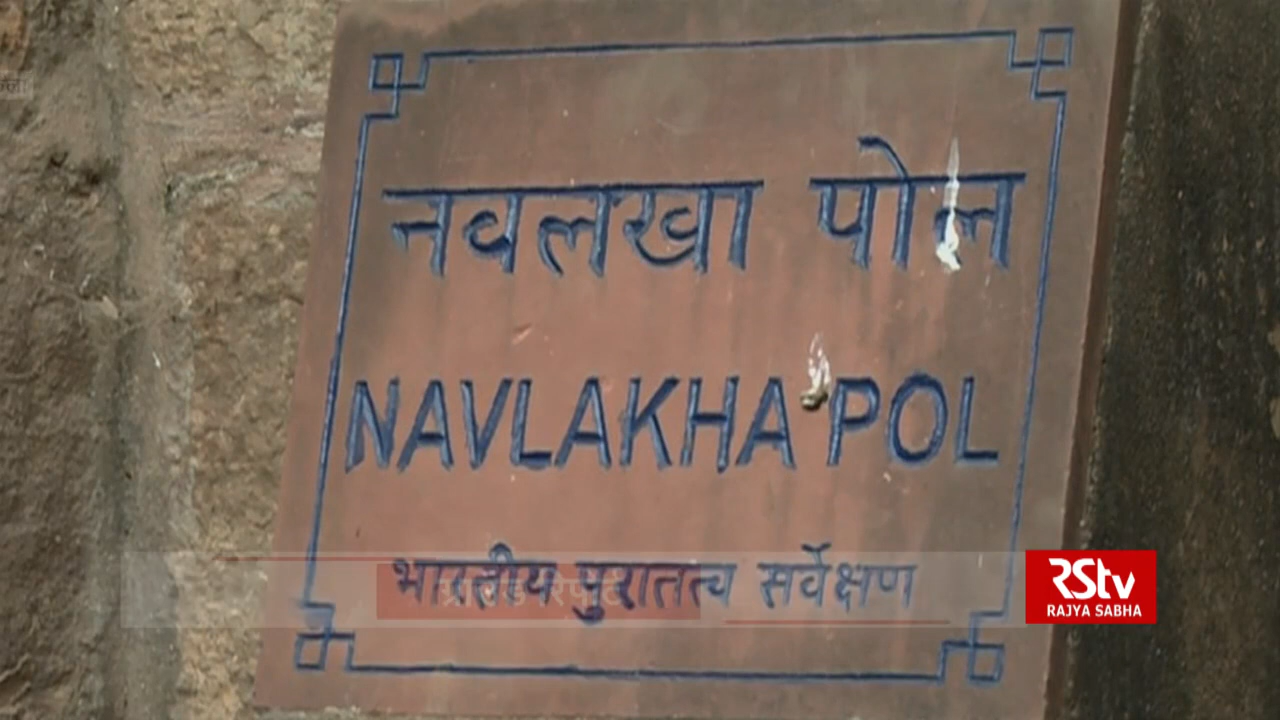 नवलखा पोल
NAVLAKHA POL
भारतीय पुरातत्व सर्वेक्षण
RSTV
RAJYA SABHA